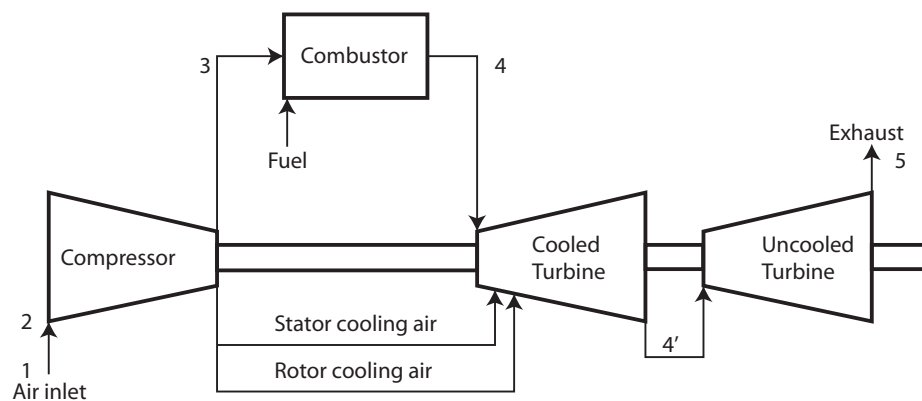 Combustor
3
4
Fuel
Exhaust
5
Compressor
Cooled
Turbine
Uncooled
Turbine
2
Stator cooling air
4′
1
Rotor cooling air
Air inlet